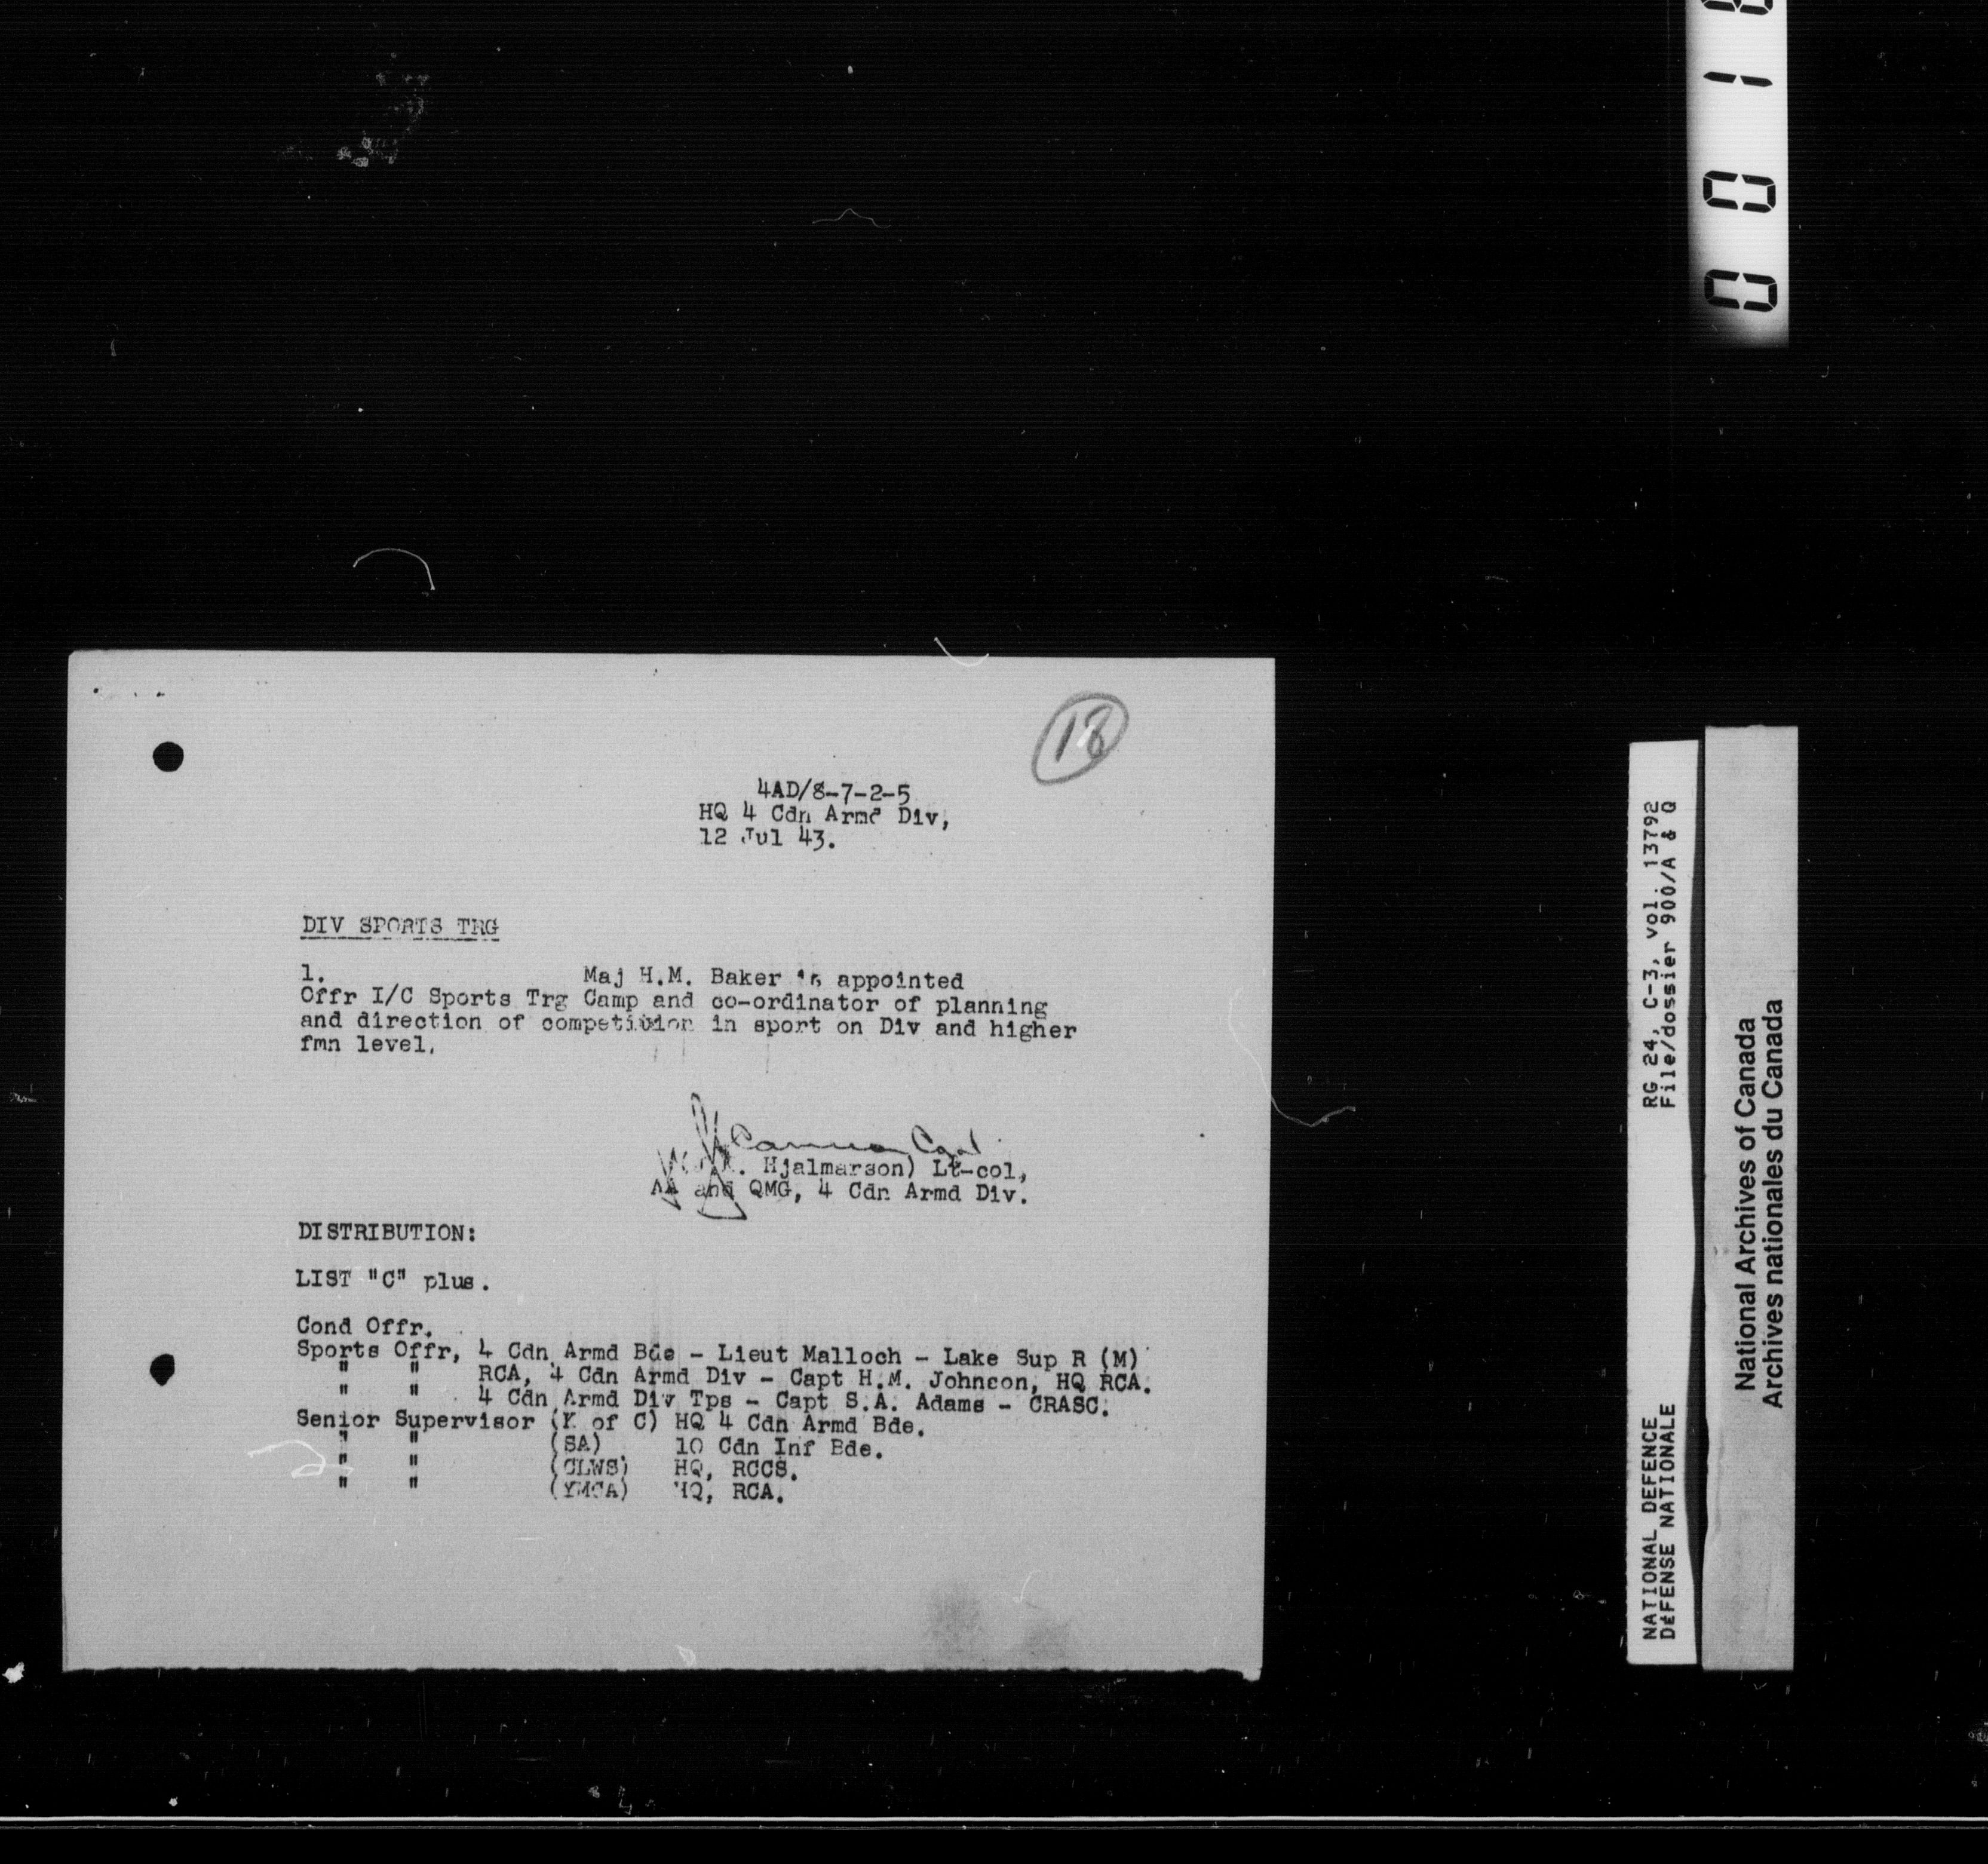 18
4AD/8-7-2-5
HQ 4 Cdn Armd Div,
12 Jul 43.
DIV SPORTS TRG
1. Maj H.M. Baker is appointed
Offr I/C Sports Trg Camp and co-ordinator of planning
and direction of competition in sport on Div and higher
fmn level.
Capt
Hjalmarson) Lt-col,
AA and QMG, 4 Cdn Armd Div.
DISTRIBUTION:
LIST "C" plus.
Cond Offr.
Sports Offr, 4 Cdn Armd Bde - Lieut Malloch - Lake Sup R (M)
" " RCA, 4 Cdn Armd Div - Capt H.M. Johnson, HQ RCA.
" " 4 Cdn Armd Div Tps - Capt S.A. Adams - CRASC.
Senior Supervisor (K of C) HQ 4 Cdn Armd Bde.
" " (SA) 10 Cdn Inf Bde.
" " (CLWS) HQ, RCCS.
" " (YMCA) HQ, RCA.
0 0 1
RG 24, C-3, vol. 13792
File/dossier 900/A & Q
NATIONAL DEFENCE
DÉFENSE NATIONALE
National Archives of Canada
Archives nationales du Canada